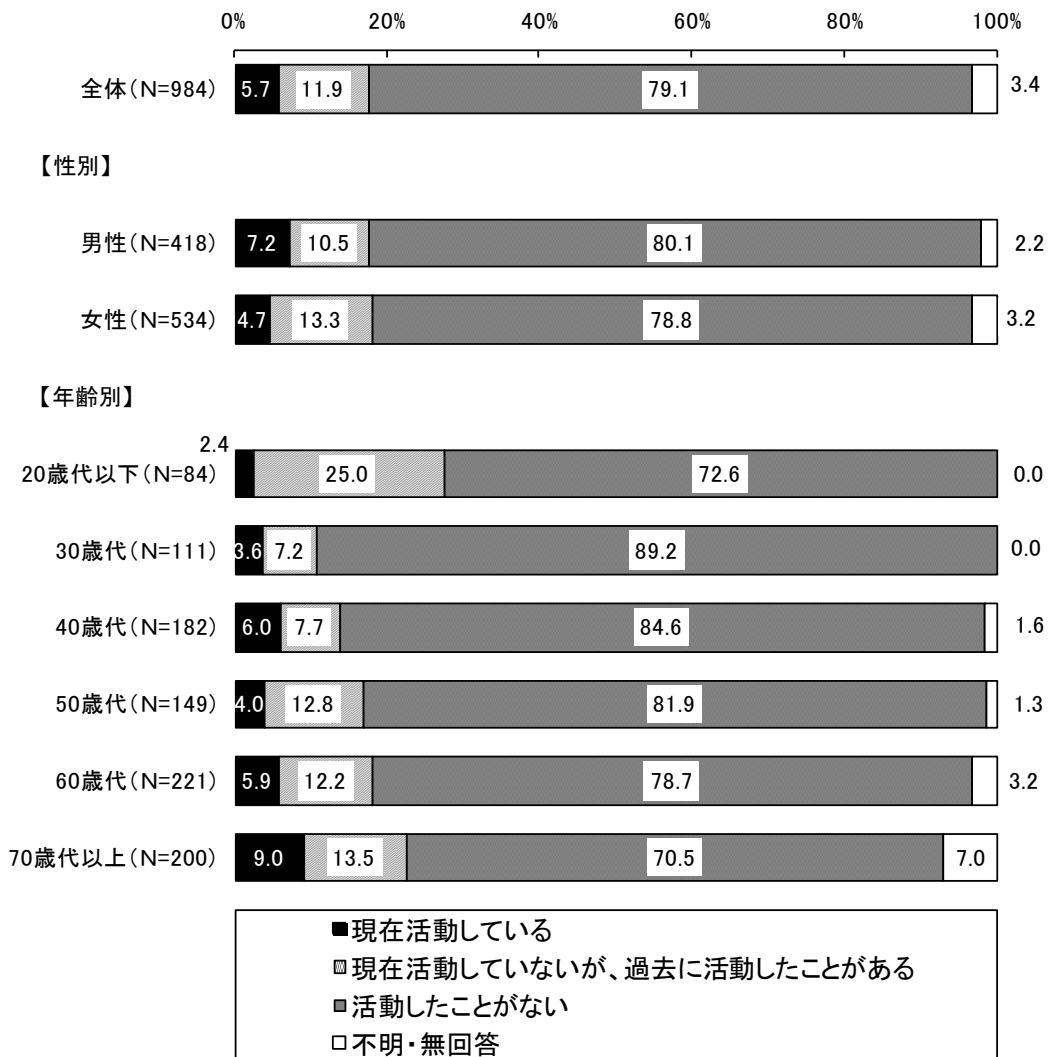 0% 20% 40% 60% 80% 100%
全体(N=984) 5.7 11.9 79.1 3.4
【性別】
男性(N=418) 7.2 10.5 80.1 2.2
女性(N=534) 4.7 13.3 78.8 3.2
【年齢別】
2.4
20歳代以下(N=84) 25.0 72.6 0.0
30歳代(N=111) 3.6 7.2 89.2 0.0
40歳代(N=182) 6.0 7.7 84.6 1.6
50歳代(N=149) 4.0 12.8 81.9 1.3
60歳代(N=221) 5.9 12.2 78.7 3.2
70歳代以上(N=200) 9.0 13.5 70.5 7.0
現在活動している
現在活動していないが、過去に活動したことがある
活動したことがない
不明・無回答